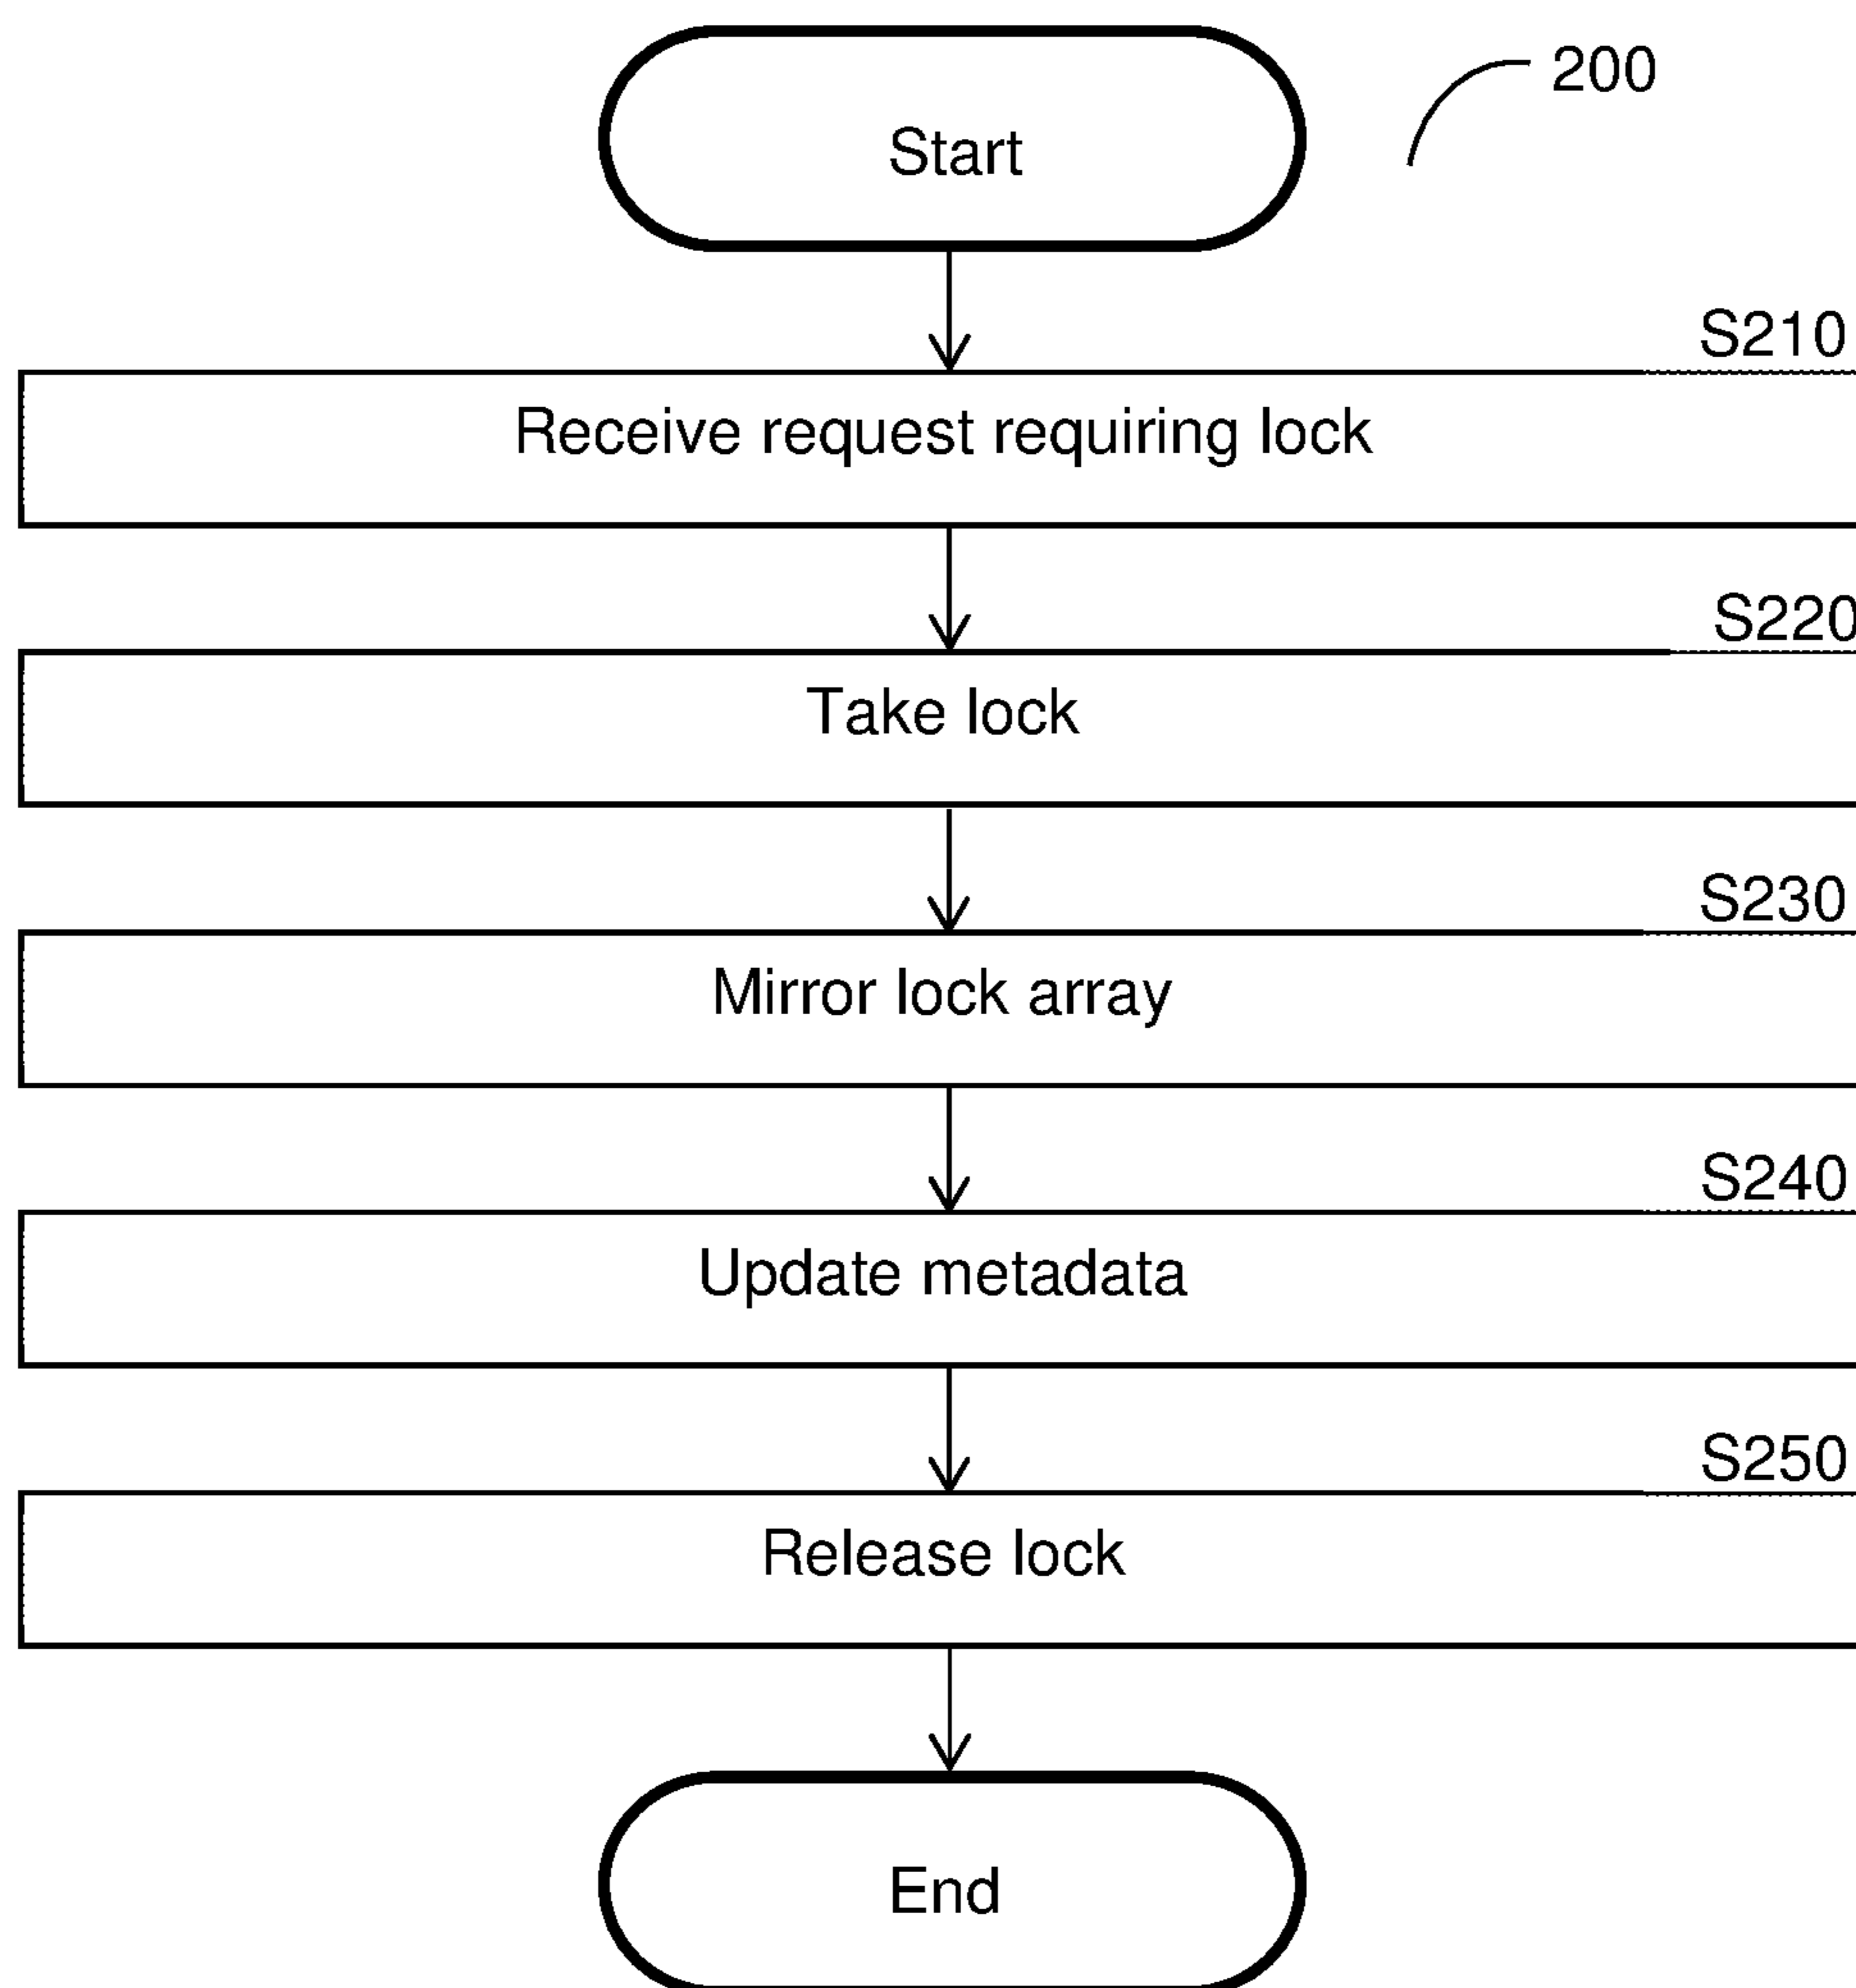 Start
200
S210
Receive request requiring lock
S220
Take lock
S230
Mirror lock array
S240
Update metadata
S250
Release lock
End